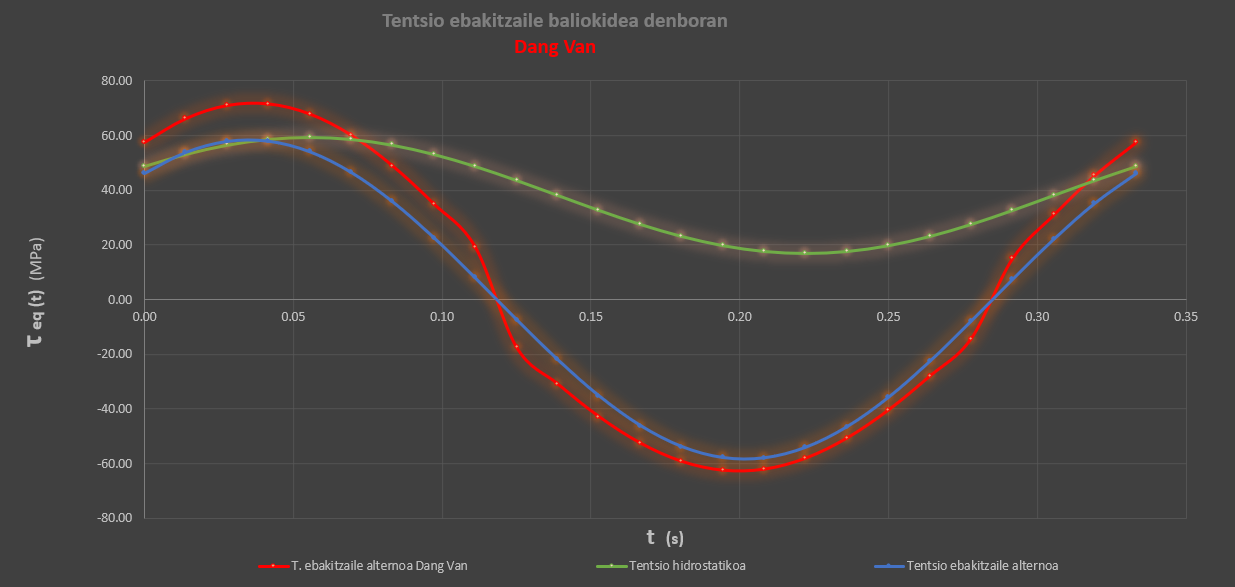 Tentsio ebakitzaile baliokidea denboran
Dang Van
80.00
60.00
40.00
20.00
0.00
-20.00
-40.00
-60.00
-80.00
τ eq (t) (MPa)
0.00 0.05 0.10 0.15 0.20 0.25 0.30 0.35
t (s)
T. ebakitzaile alternoa Dang Van Tentsio hidrostatikoa Tentsio ebakitzaile alternoa